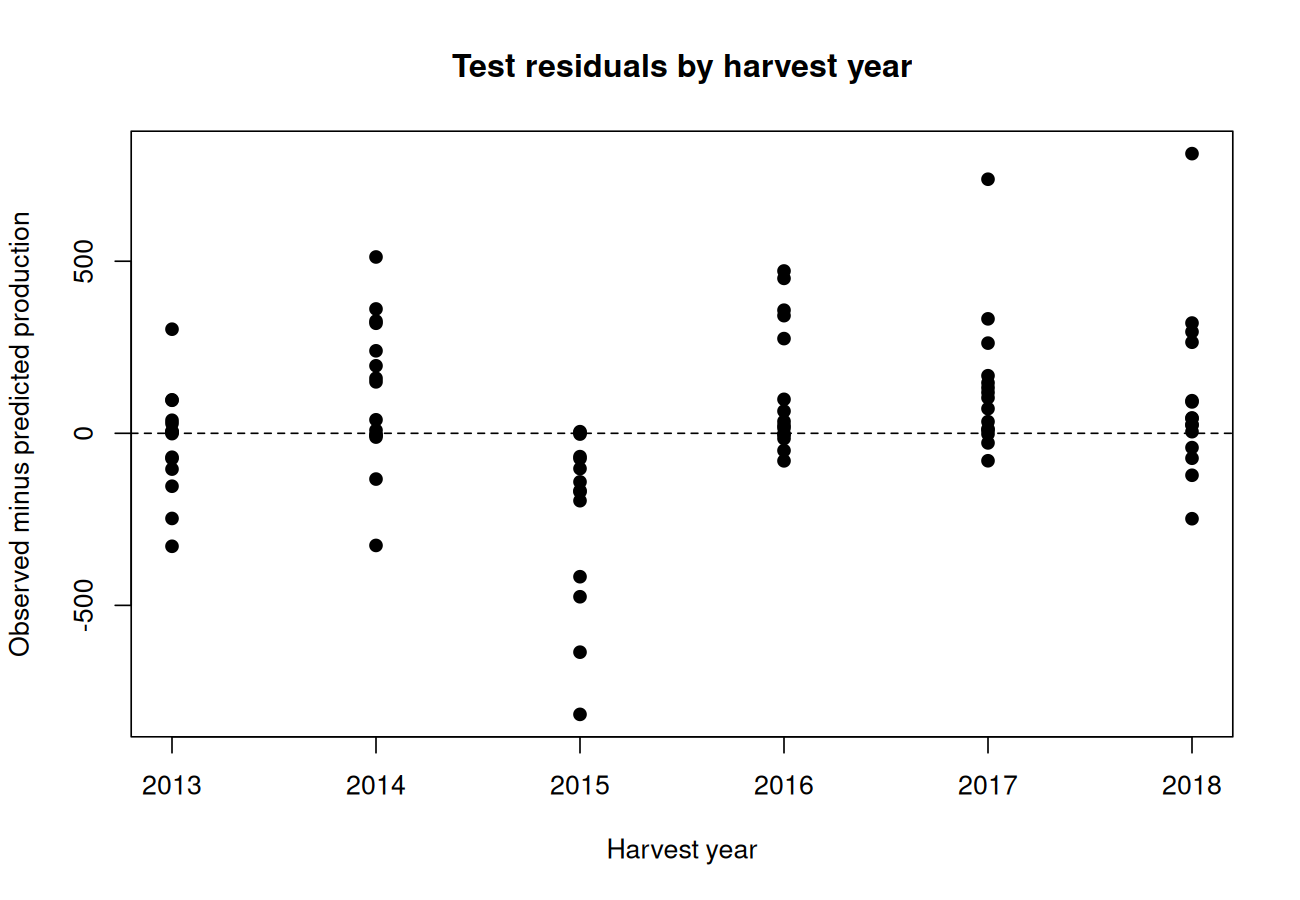 Test residuals by harvest year
Observed minus predicted production
500
0
-500
2013 2014 2015 2016 2017 2018
Harvest year